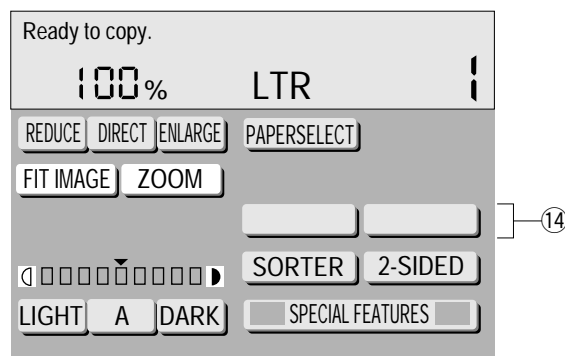 Ready to copy.
100% LTR 1
REDUCE DIRECT ENLARGE PAPERSELECT
FIT IMAGE ZOOM
⑭
SORTER 2-SIDED
LIGHT A DARK SPECIAL FEATURES